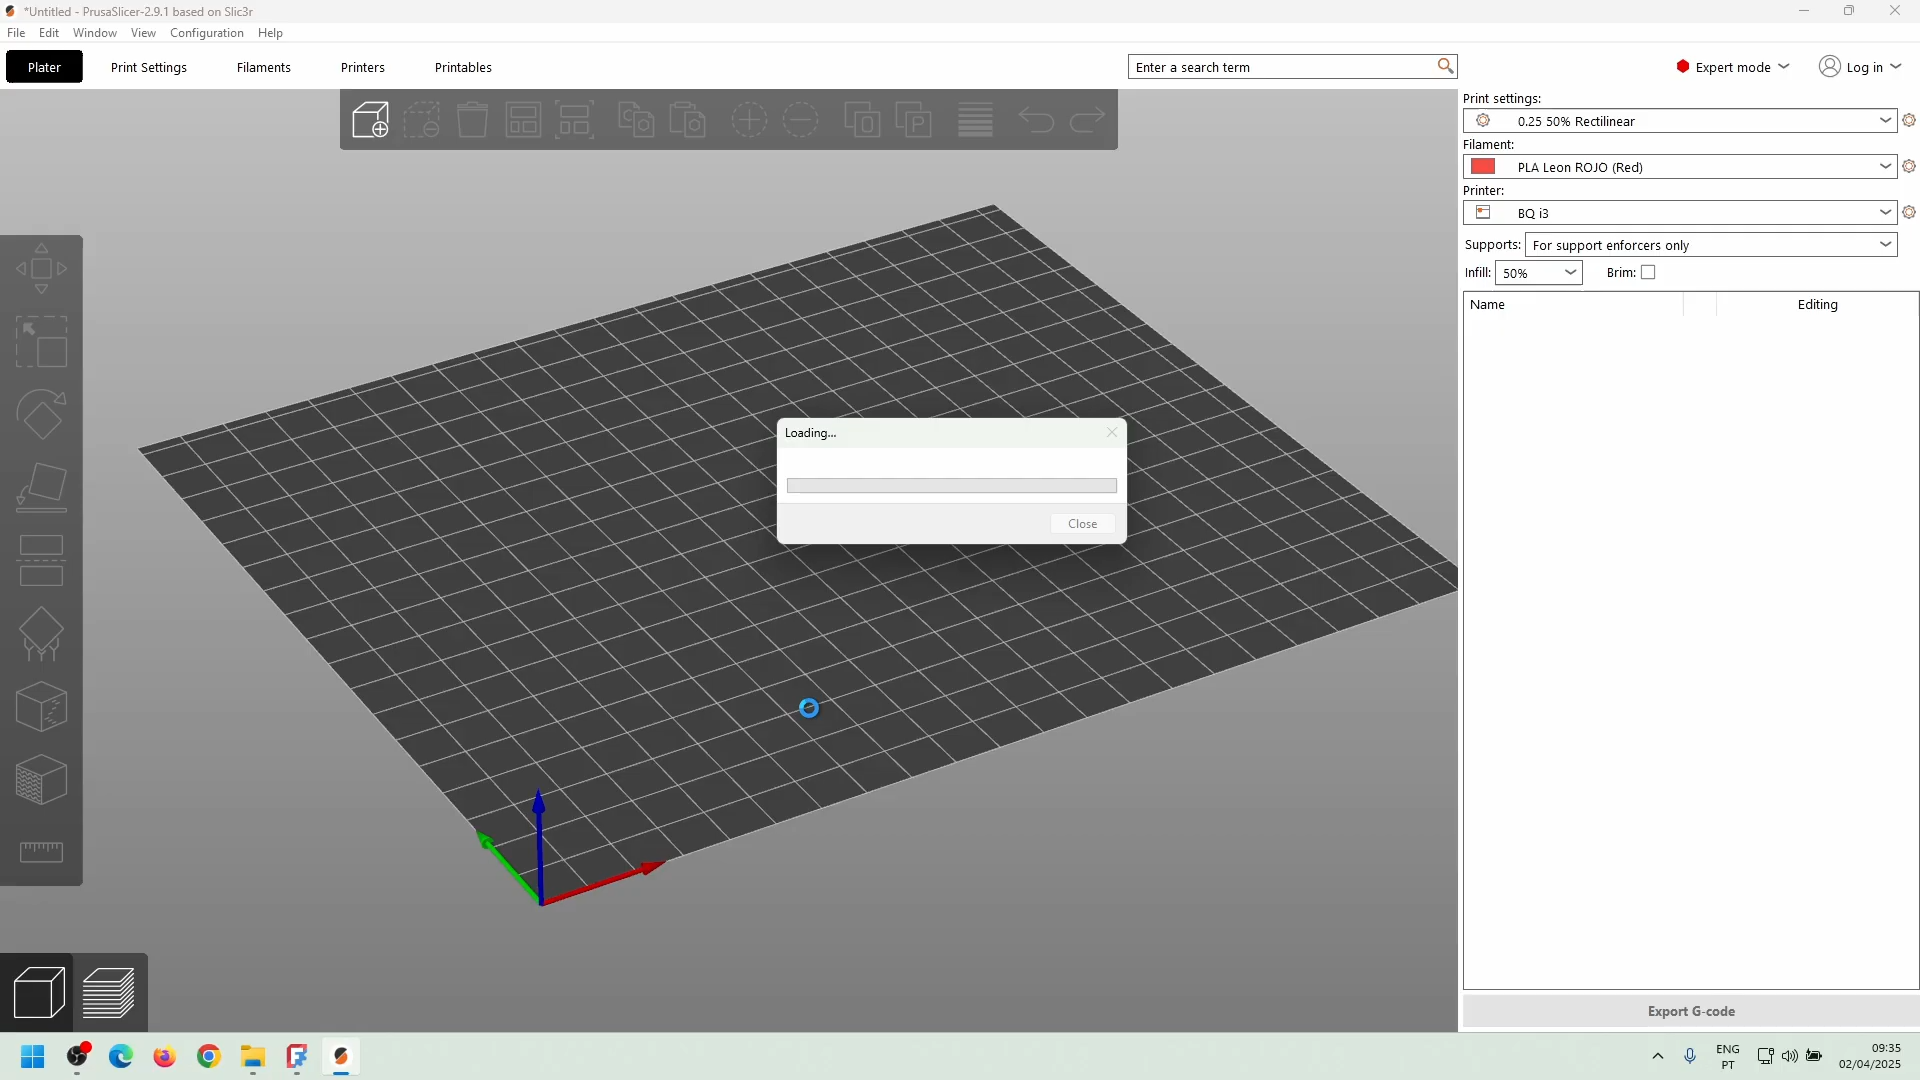 *Untitled - PrusaSlicer-2.9.1 based on Slic3r
File Edit Window View Configuration Help
Plater Print Settings Filaments Printers Printables
Enter a search term
Expert mode
Log in
Print settings:
0.25 50% Rectilinear
Filament:
PLA Leon ROJO (Red)
Printer:
BQ i3
Supports: For support enforcers only
Infill: 50% Brim:
Name Editing
Loading...
Close
Export G-code
ENG
PT
09:35
02/04/2025